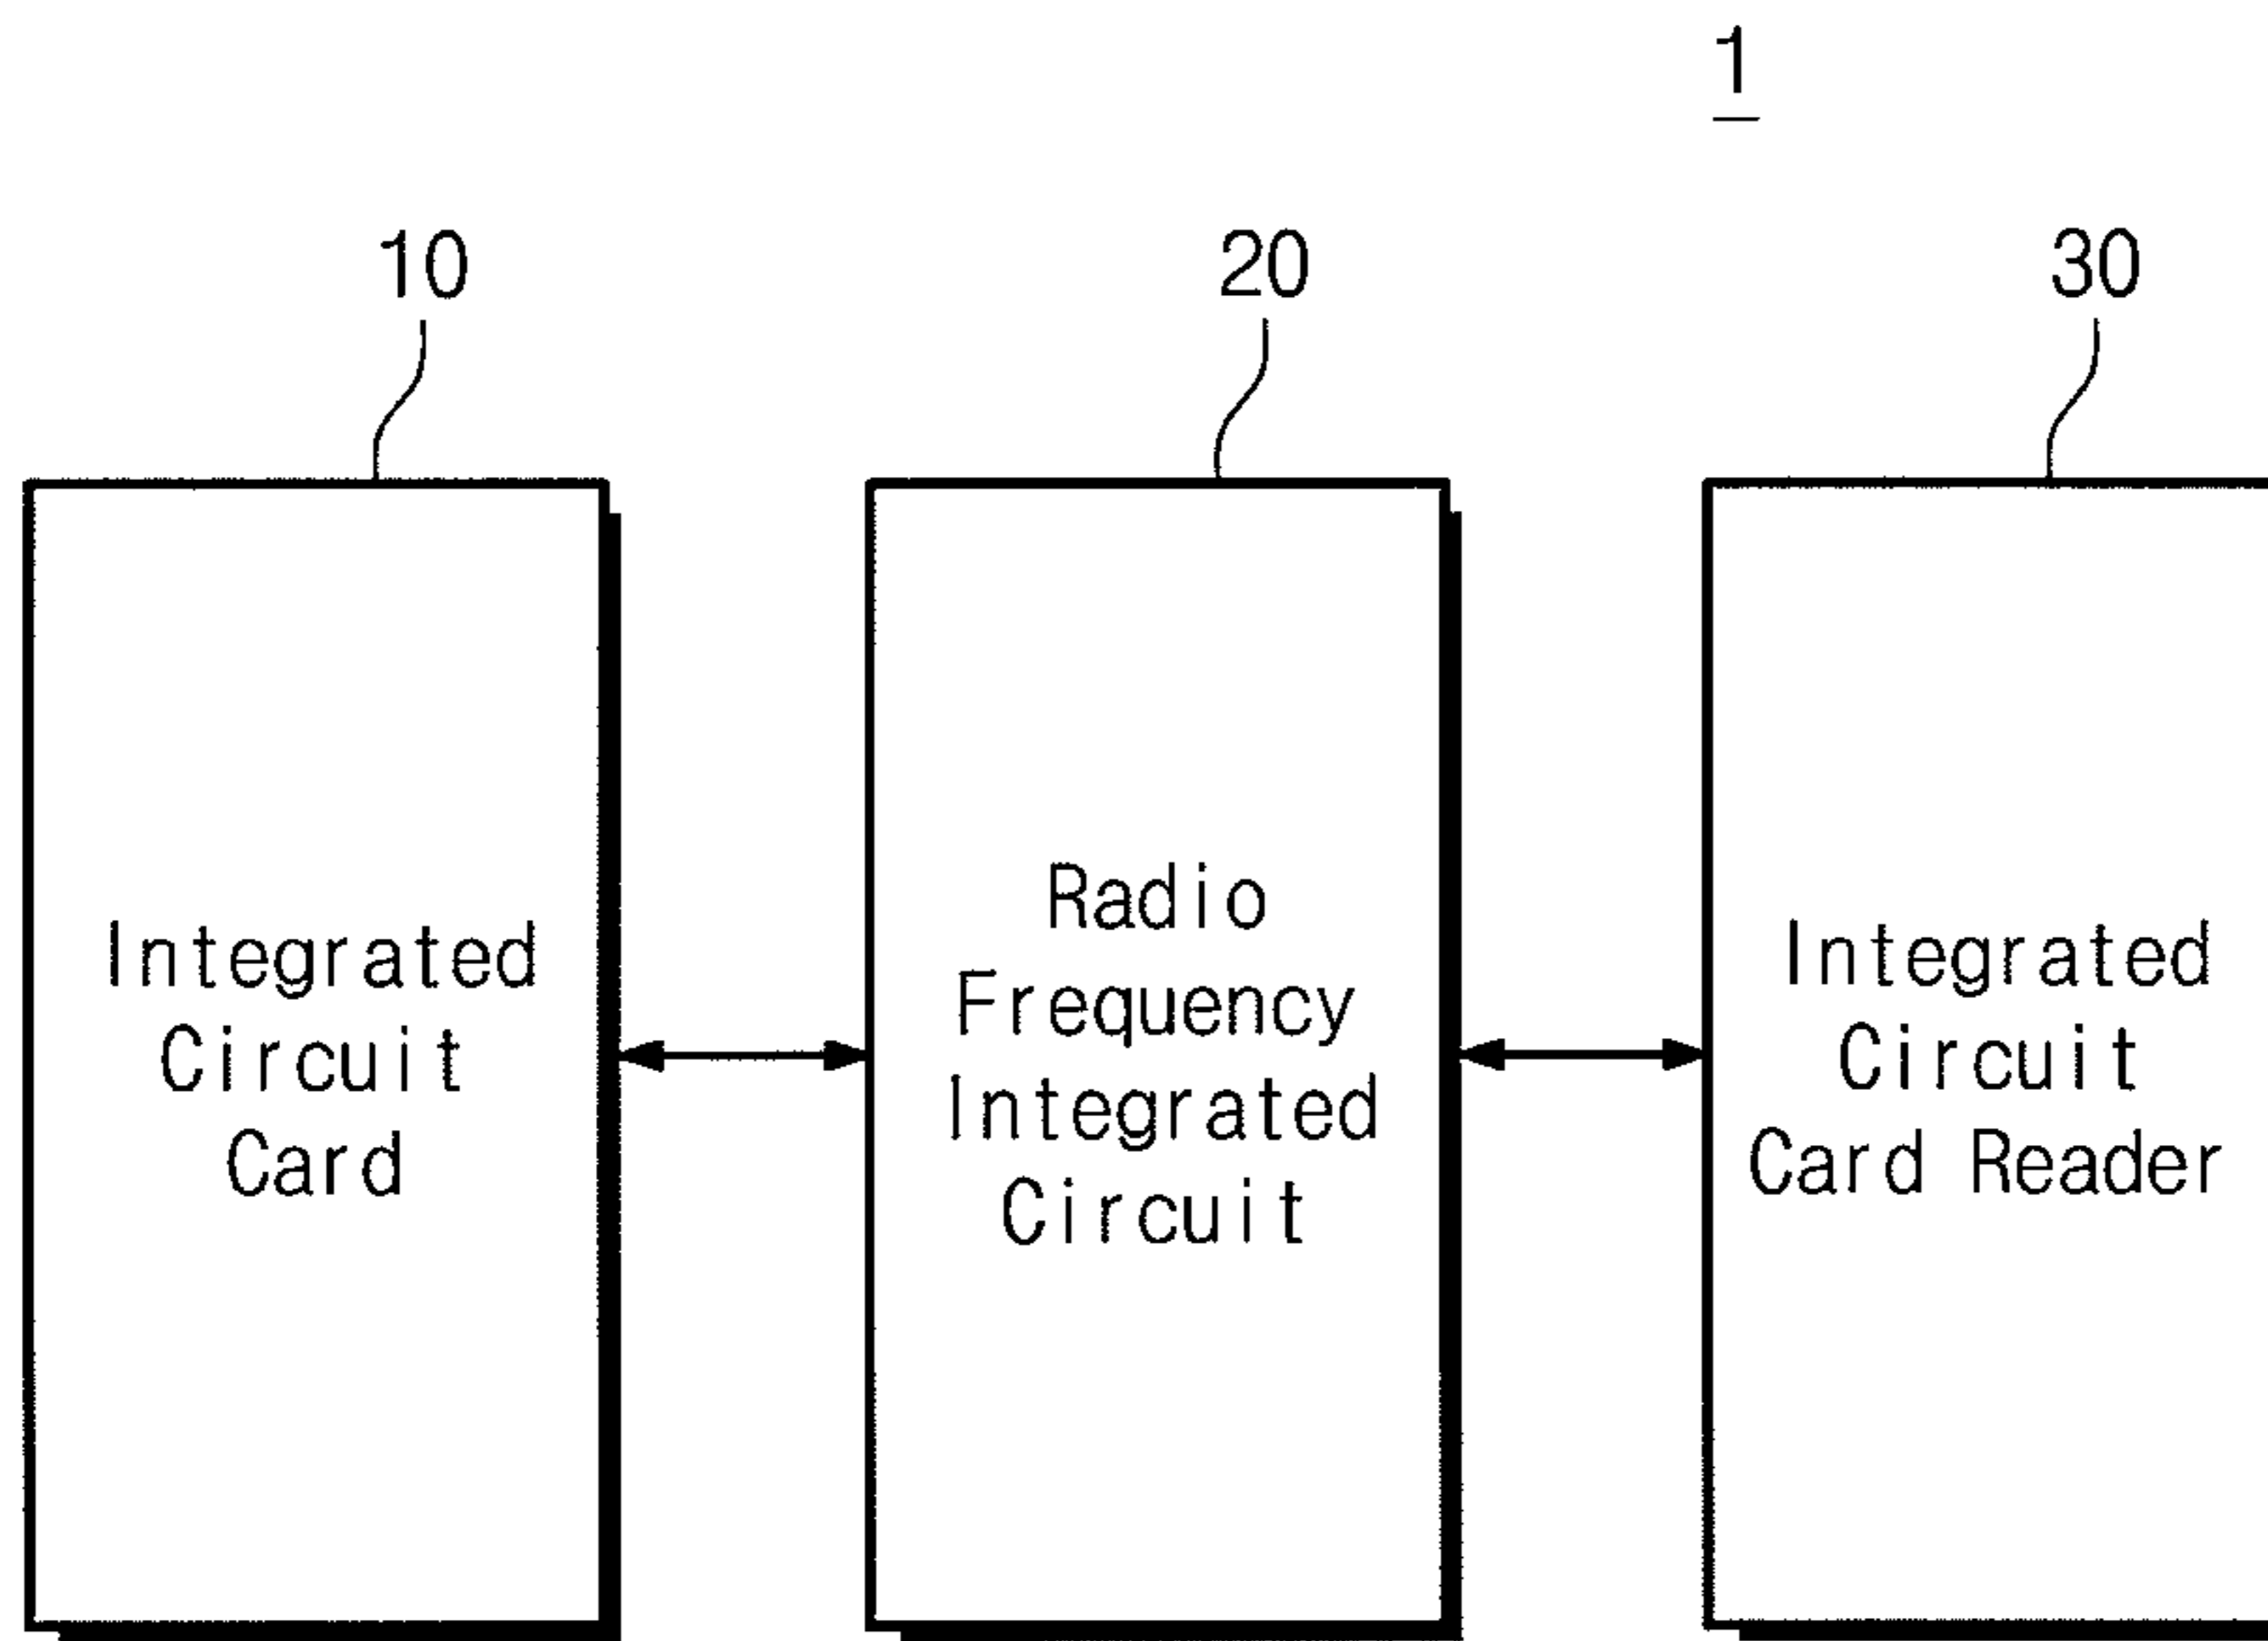 1
10
20
30
Integrated
Circuit
Card
Radio
Frequency
Integrated
Circuit
Integrated
Circuit
Card Reader